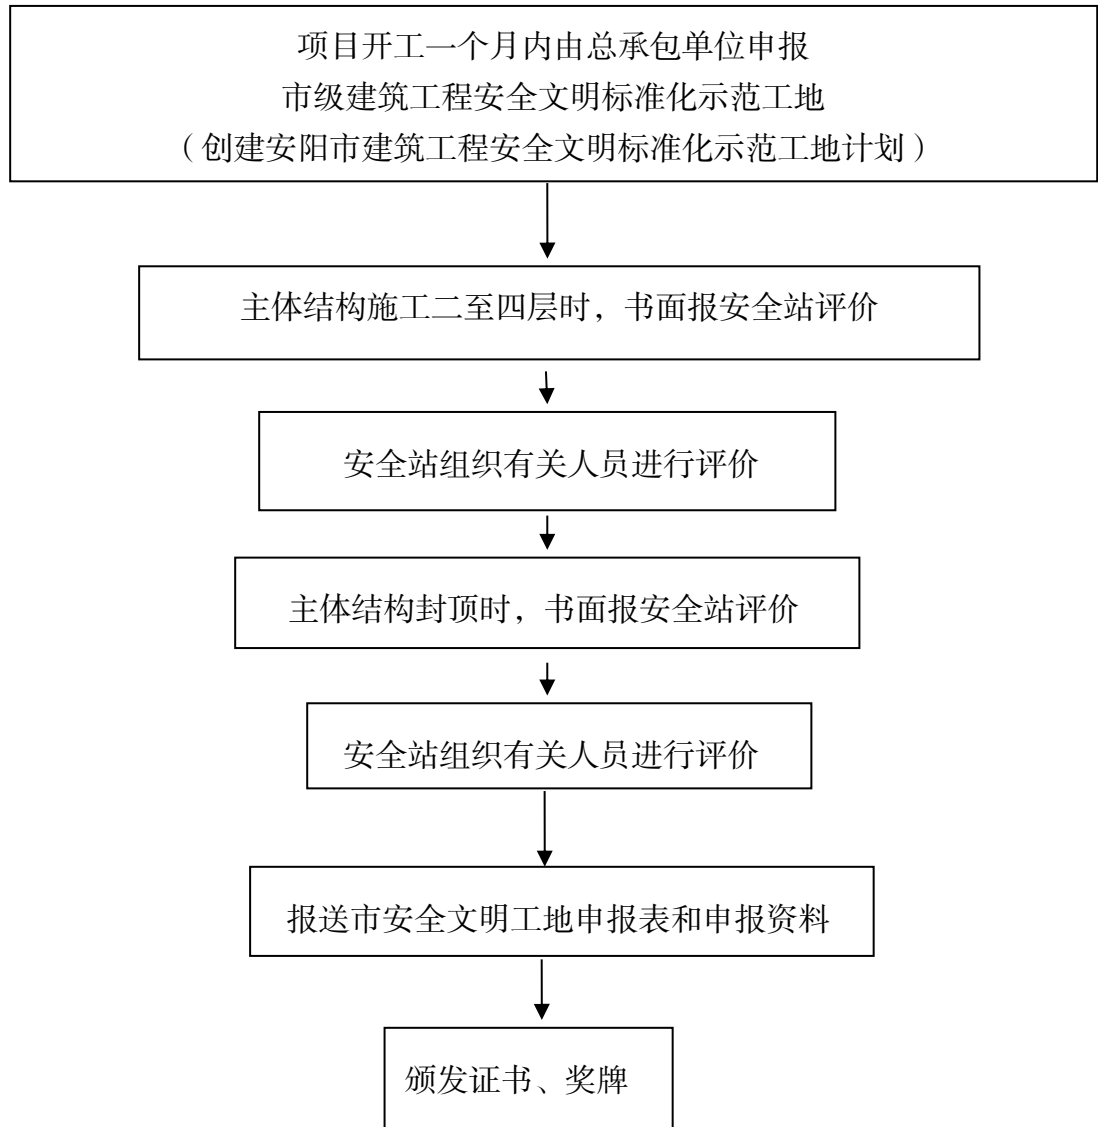 项目开工一个月内由总承包单位申报
市级建筑工程安全文明标准化示范工地
（创建安阳市建筑工程安全文明标准化示范工地计划）
主体结构施工二至四层时，书面报安全站评价
安全站组织有关人员进行评价
主体结构封顶时，书面报安全站评价
安全站组织有关人员进行评价
报送市安全文明工地申报表和申报资料
颁发证书、奖牌